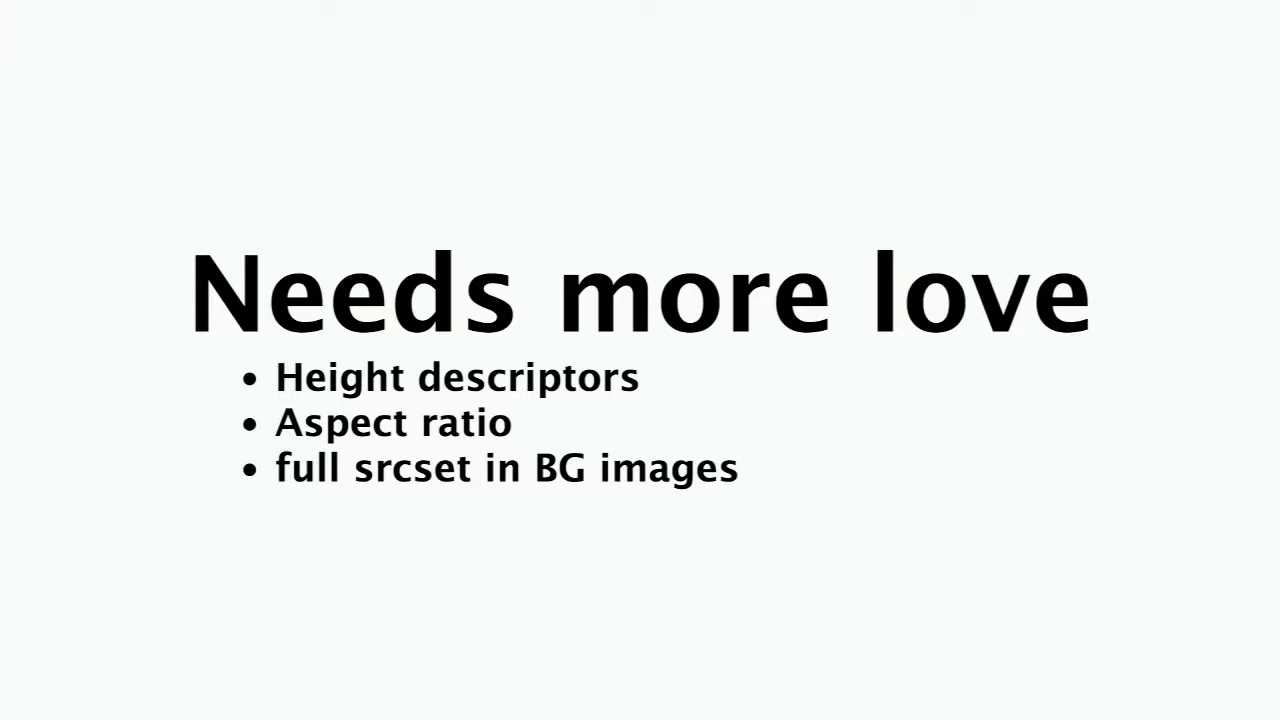 Needs more love
• Height descriptors
• Aspect ratio
• full srcset in BG images